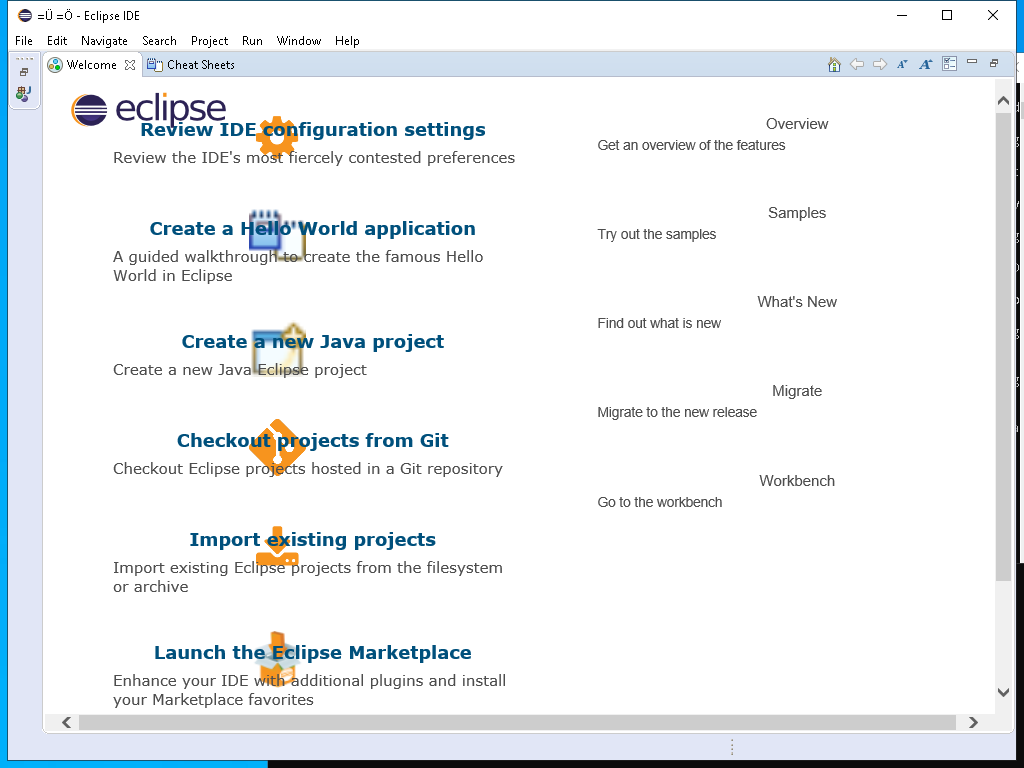 =Ü =Ö - Eclipse IDE
File Edit Navigate Search Project Run Window Help
Welcome Cheat Sheets
eclipse
Review IDE configuration settings
Review the IDE's most fiercely contested preferences
Create a Hello World application
A guided walkthrough to create the famous Hello
World in Eclipse
Create a new Java project
Create a new Java Eclipse project
Checkout projects from Git
Checkout Eclipse projects hosted in a Git repository
Import existing projects
Import existing Eclipse projects from the filesystem
or archive
Launch the Eclipse Marketplace
Enhance your IDE with additional plugins and install
your Marketplace favorites
Overview
Get an overview of the features
Samples
Try out the samples
What's New
Find out what is new
Migrate
Migrate to the new release
Workbench
Go to the workbench